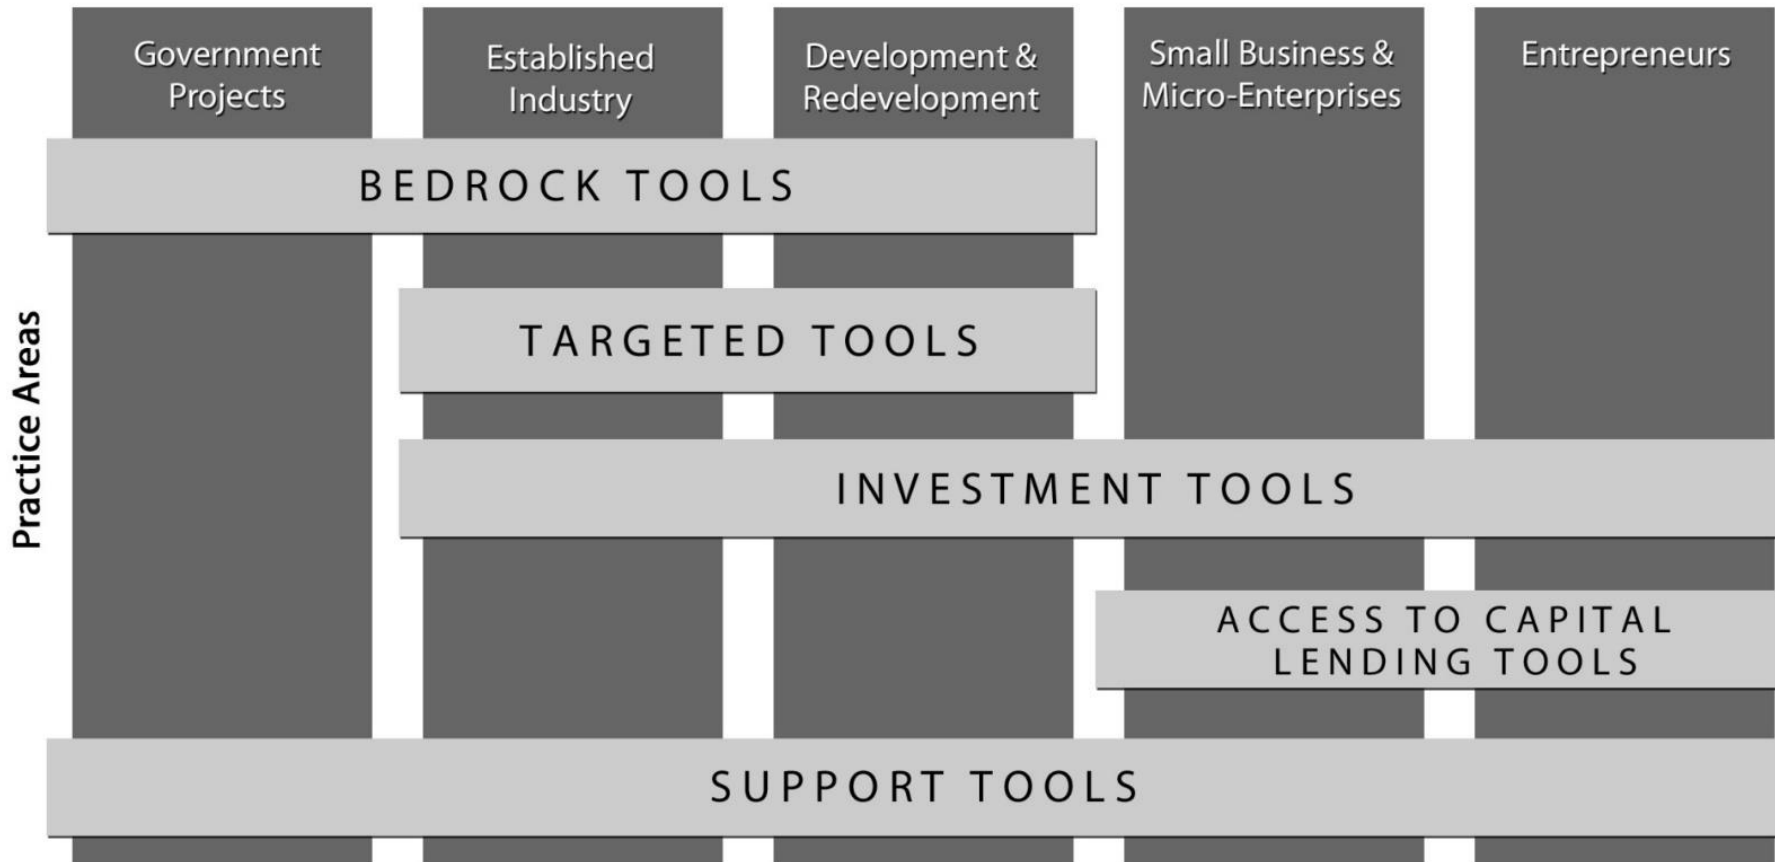 Government
Projects
Established
Industry
Development &
Redevelopment
Small Business &
Micro-Enterprises
Entrepreneurs
BEDROCK TOOLS
TARGETED TOOLS
INVESTMENT TOOLS
ACCESS TO CAPITAL
LENDING TOOLS
SUPPORT TOOLS
Practice Areas